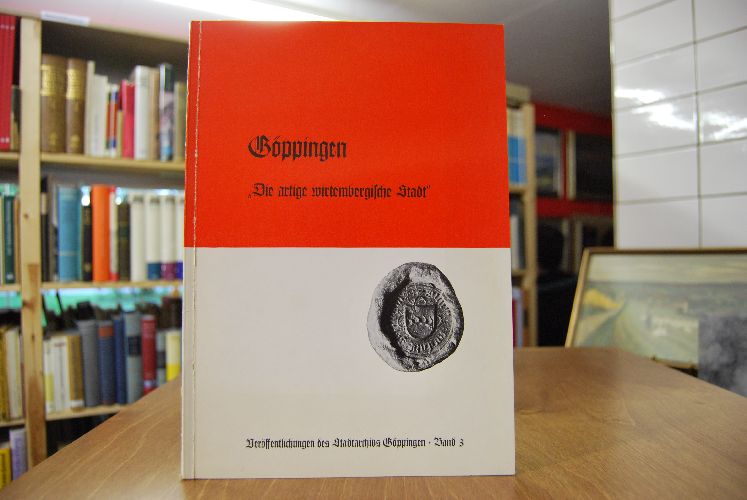 Göppingen
„Die artige wirtembergische Stadt“
Veröffentlichungen des Stadtarchivs Göppingen · Band 3